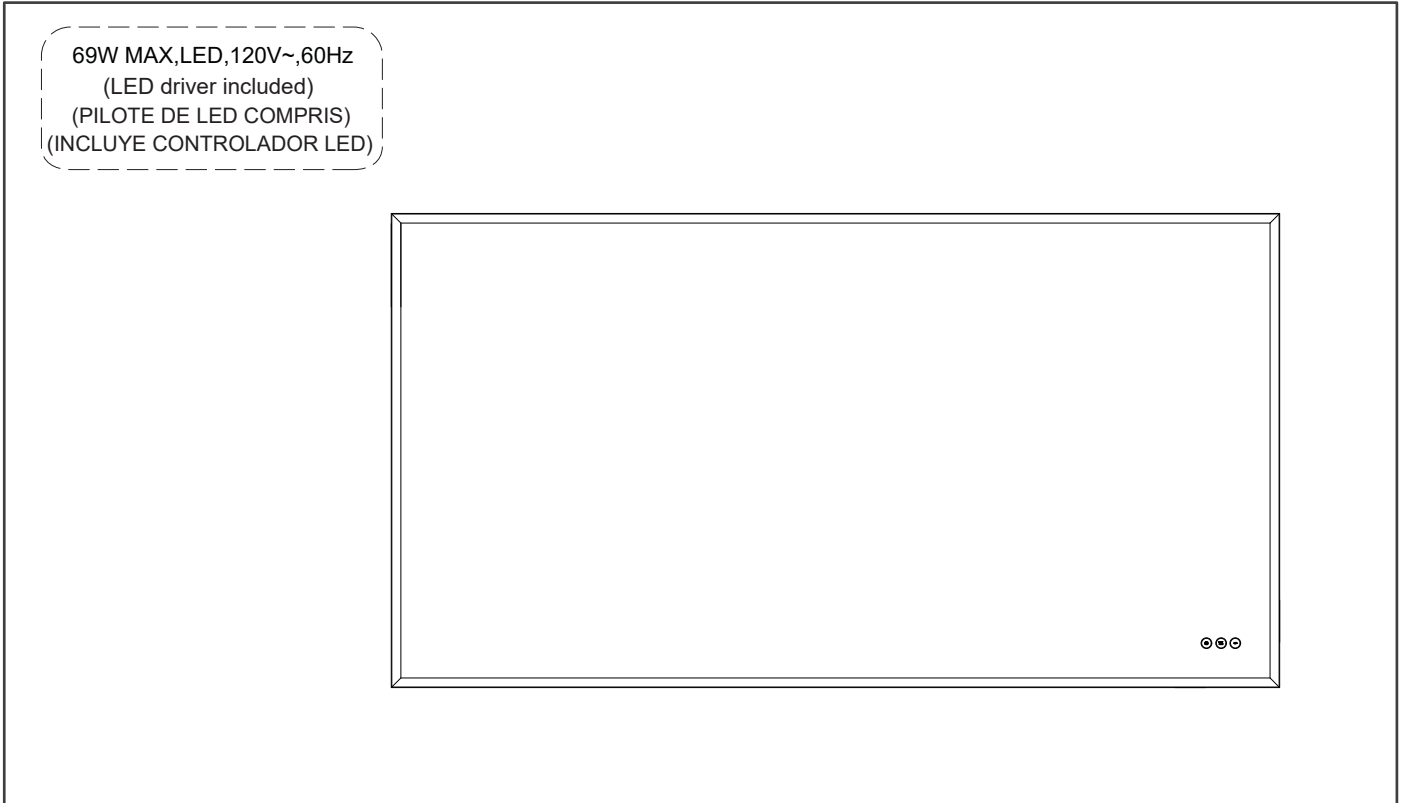 69W MAX,LED,120V~,60Hz
(LED driver included)
(PILOTE DE LED COMPRIS)
(INCLUYE CONTROLADOR LED)